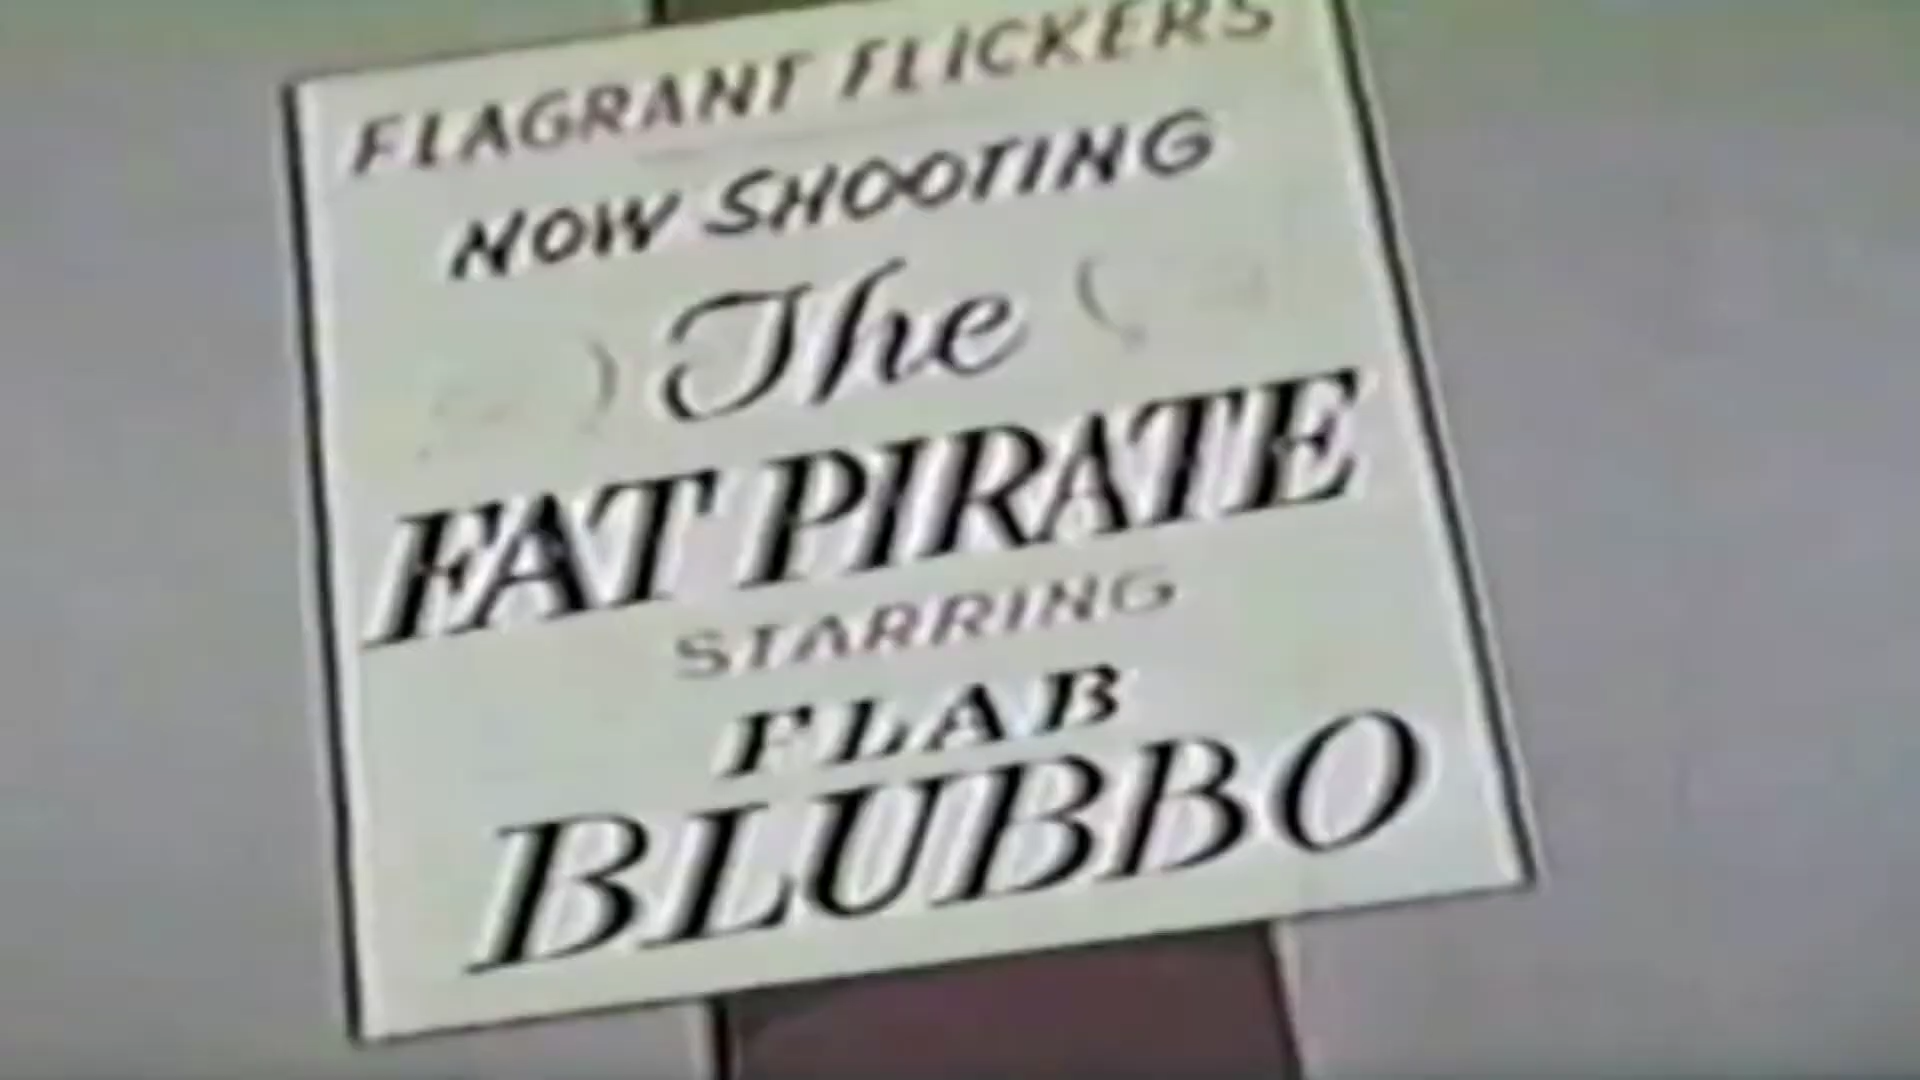 FLAGRANT FLICKERS
NOW SHOOTING
The
FAT PIRATE
STARRING
FLAB
BLUBBO